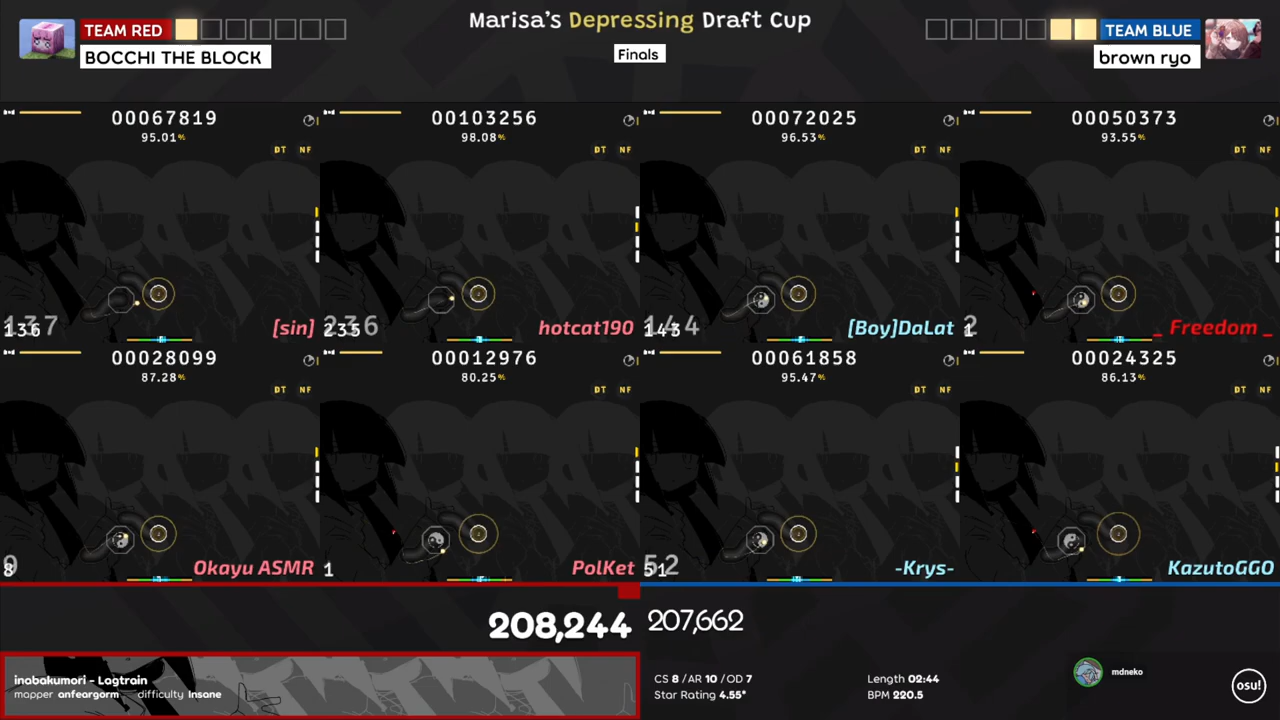 Marisa's Depressing Draft Cup
Finals
TEAM RED
BOCCHI THE BLOCK
TEAM BLUE
brown ryo
00067819
95.01%
DT NF
136
[sin]
00103256
98.08%
DT NF
235
hotcat190
00072025
96.53%
DT NF
143
[Boy]DaLat
00050373
93.55%
DT NF
1
_ Freedom _
00028099
87.28%
DT NF
8
Okayu ASMR
00012976
80.25%
DT NF
1
PolKet
00061858
95.47%
DT NF
51
-Krys-
00024325
86.13%
DT NF
KazutoGGO
208,244
207,662
inabakumori - Lagtrain
mapper anfeargorm difficulty Insane
CS 8 / AR 10 / OD 7
Star Rating 4.55*
Length 02:44
BPM 220.5
mdneko
osu!